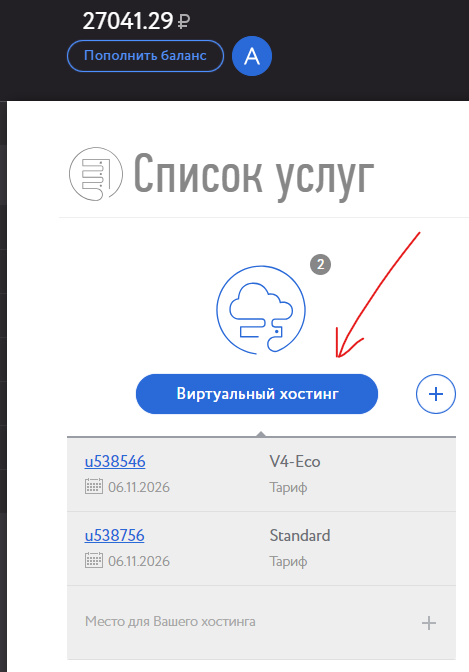 27041.29 ₽
Пополнить баланс
A
Список услуг
2
Виртуальный хостинг
u538546
V4-Eco
06.11.2026
Тариф
u538756
Standard
06.11.2026
Тариф
Место для Вашего хостинга